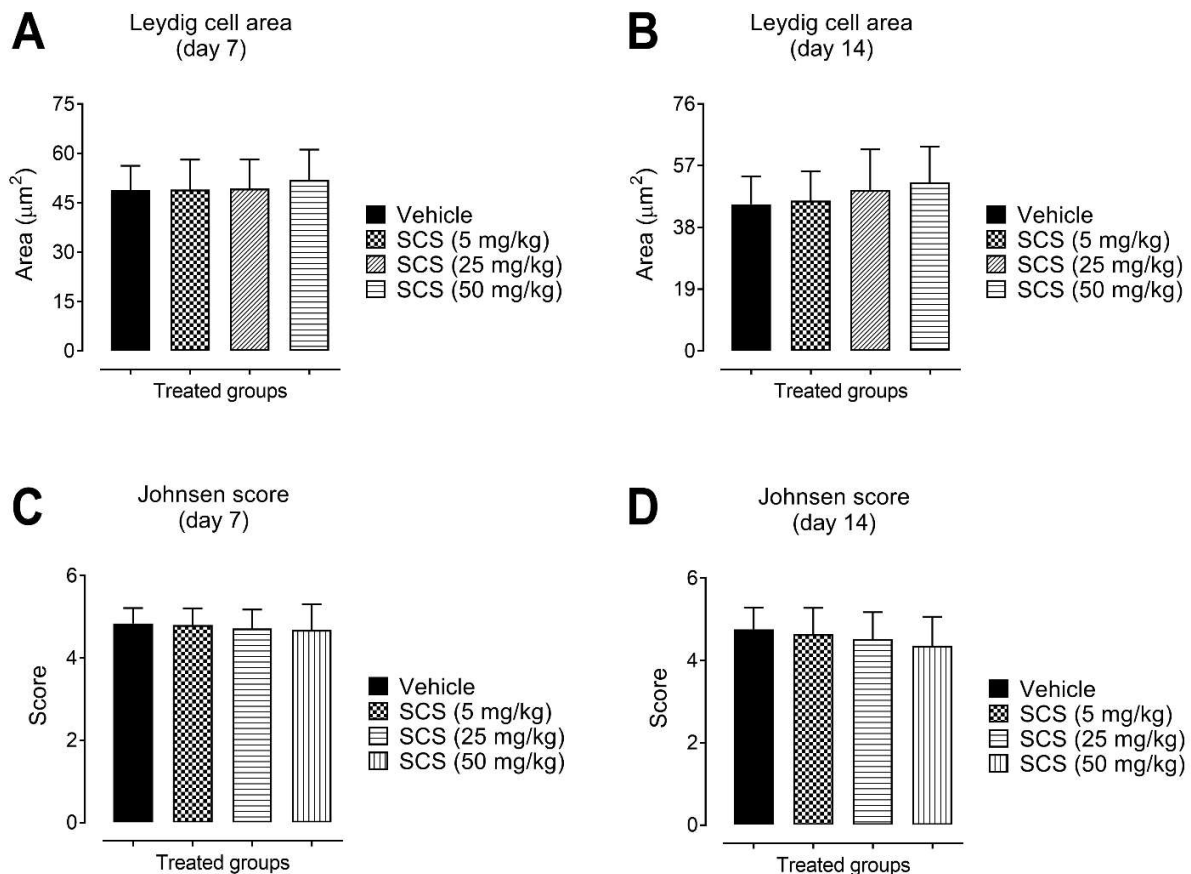 A
Leydig cell area
(day 7)
Area (μm²)
75
60
45
30
15
0
Treated groups
Vehicle
SCS (5 mg/kg)
SCS (25 mg/kg)
SCS (50 mg/kg)
B
Leydig cell area
(day 14)
Area (μm²)
76
57
38
19
0
Treated groups
Vehicle
SCS (5 mg/kg)
SCS (25 mg/kg)
SCS (50 mg/kg)
C
Johnsen score
(day 7)
Score
6
4
2
0
Treated groups
Vehicle
SCS (5 mg/kg)
SCS (25 mg/kg)
SCS (50 mg/kg)
D
Johnsen score
(day 14)
Score
6
4
2
0
Treated groups
Vehicle
SCS (5 mg/kg)
SCS (25 mg/kg)
SCS (50 mg/kg)